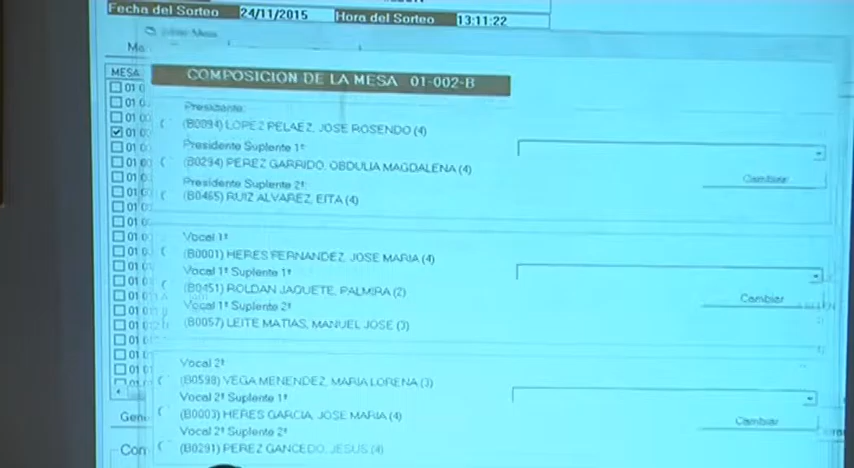 Fecha del Sorteo 24/11/2015 Hora del Sorteo 13:11:22
MESA
COMPOSICION DE LA MESA 01-002-B
Presidente
(B0094) LOPEZ PELAEZ, JOSE ROSENDO (4)
Presidente Suplente 1º
(B0294) PEREZ GARRIDO, OBDULIA MAGDALENA (4)
Cambiar
Presidente Suplente 2º
(B0465) RUIZ ALVAREZ, EITA (4)
Vocal 1º
(B0001) HERES FERNANDEZ, JOSE MARIA (4)
Vocal 1º Suplente 1º
(B0451) ROLDAN JAQUETE, PALMIRA (2)
Cambiar
Vocal 1º Suplente 2º
(B0057) LEITE MATIAS, MANUEL JOSE (3)
Vocal 2º
(B0598) VEGA MENENDEZ, MARIA LORENA (3)
Vocal 2º Suplente 1º
(B0003) HERES GARCIA, JOSE MARIA (4)
Cambiar
Vocal 2º Suplente 2º
(B0291) PEREZ GANCEDO, JESUS (4)